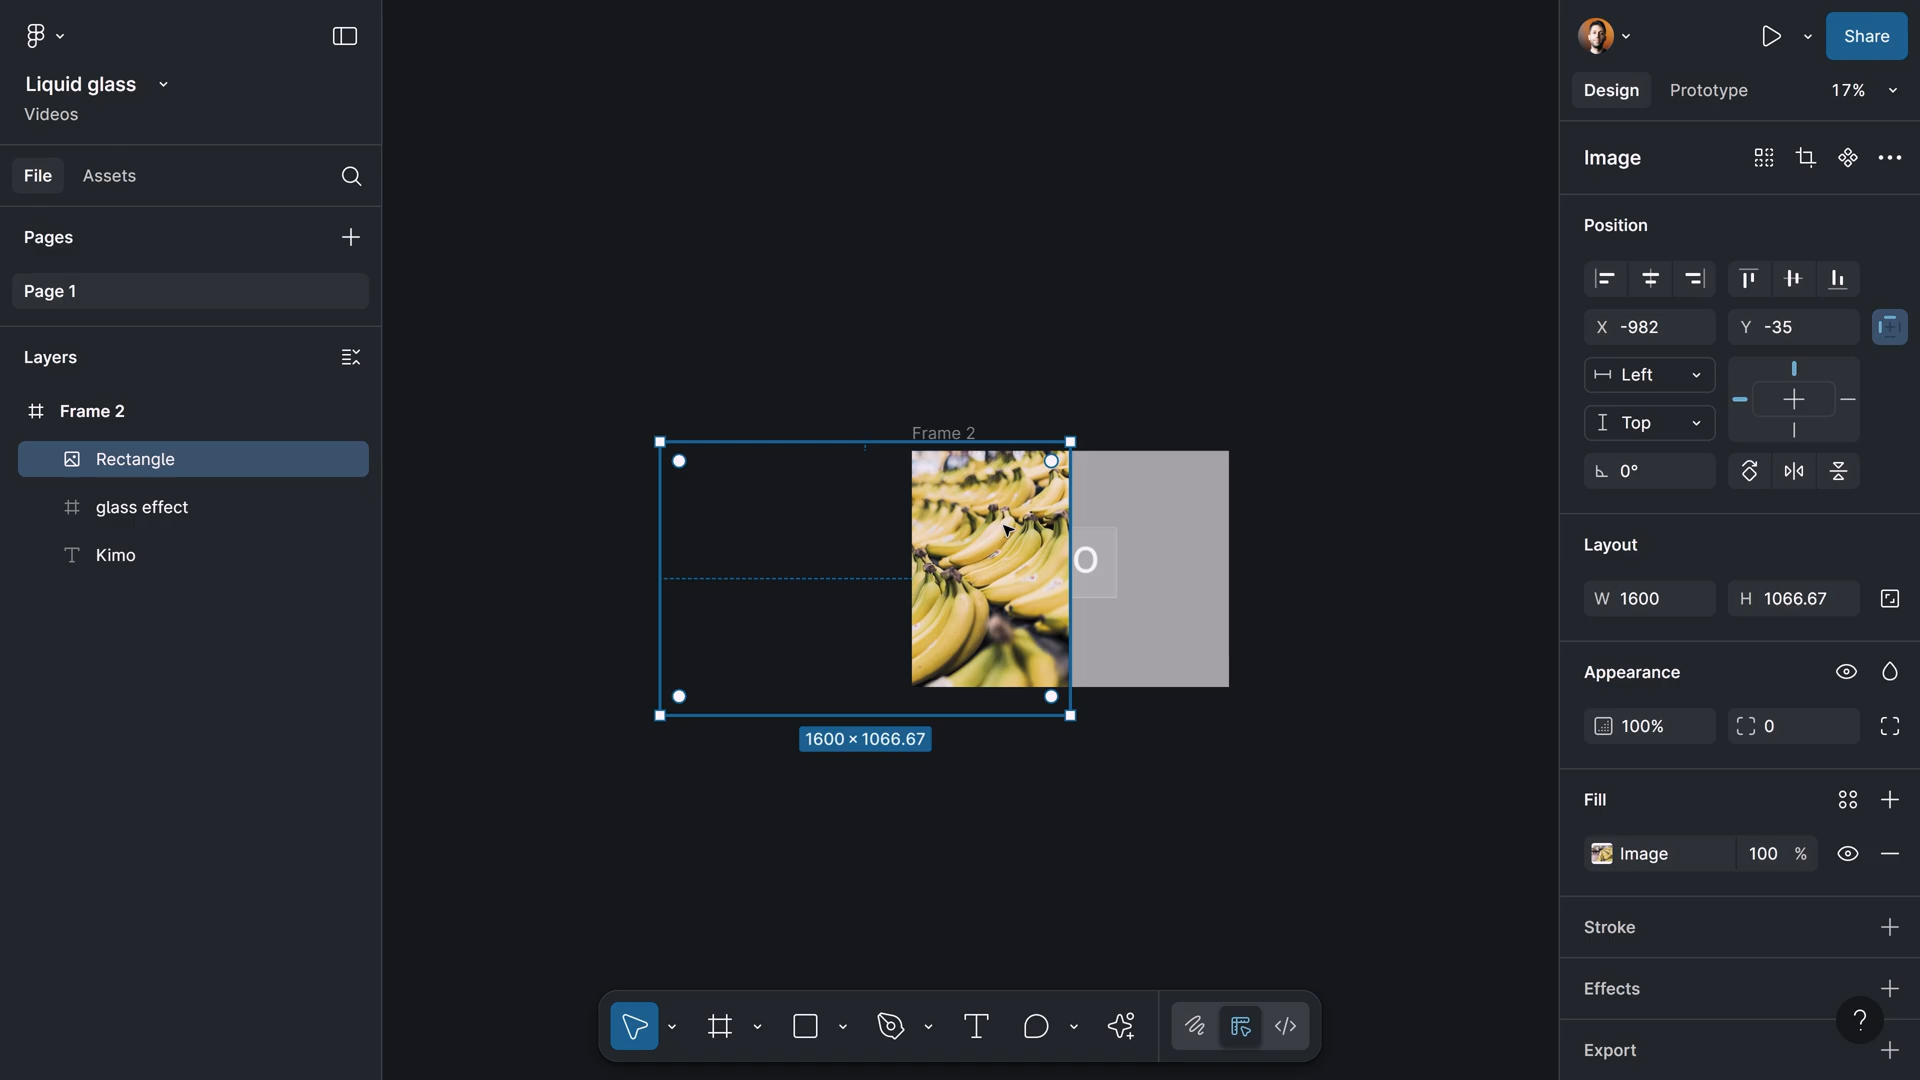 Liquid glass
Videos
File Assets
Pages
Page 1
Layers
Frame 2
Rectangle
glass effect
Kimo
Frame 2
O
1600 × 1066.67
Share
Design Prototype 17%
Image
Position
X -982 Y -35
Left
Top
0°
Layout
W 1600 H 1066.67
Appearance
100% 0
Fill
Image 100 %
Stroke
Effects
?
Export